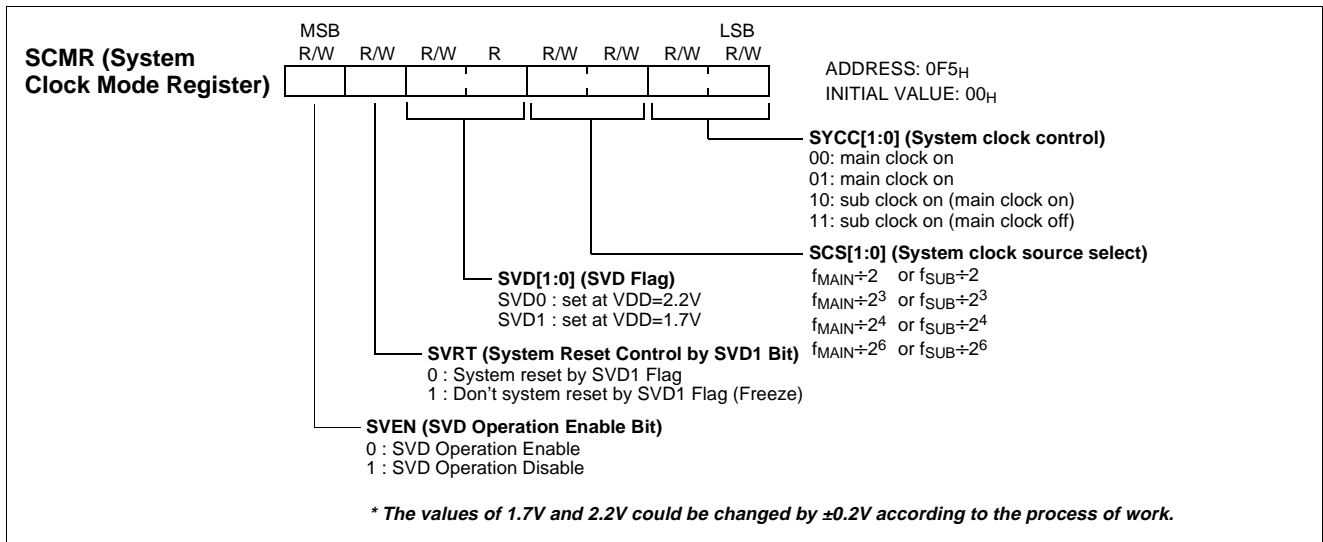 SCMR (System
Clock Mode Register)
MSB LSB
R/W R/W R/W R R/W R/W R/W R/W
ADDRESS: 0F5H
INITIAL VALUE: 00H
SYCC[1:0] (System clock control)
00: main clock on
01: main clock on
10: sub clock on (main clock on)
11: sub clock on (main clock off)
SCS[1:0] (System clock source select)
fMAIN÷2 or fSUB÷2
fMAIN÷2³ or fSUB÷2³
fMAIN÷2⁴ or fSUB÷2⁴
fMAIN÷2⁶ or fSUB÷2⁶
SVD[1:0] (SVD Flag)
SVD0 : set at VDD=2.2V
SVD1 : set at VDD=1.7V
SVRT (System Reset Control by SVD1 Bit)
0 : System reset by SVD1 Flag
1 : Don't system reset by SVD1 Flag (Freeze)
SVEN (SVD Operation Enable Bit)
0 : SVD Operation Enable
1 : SVD Operation Disable
* The values of 1.7V and 2.2V could be changed by ±0.2V according to the process of work.